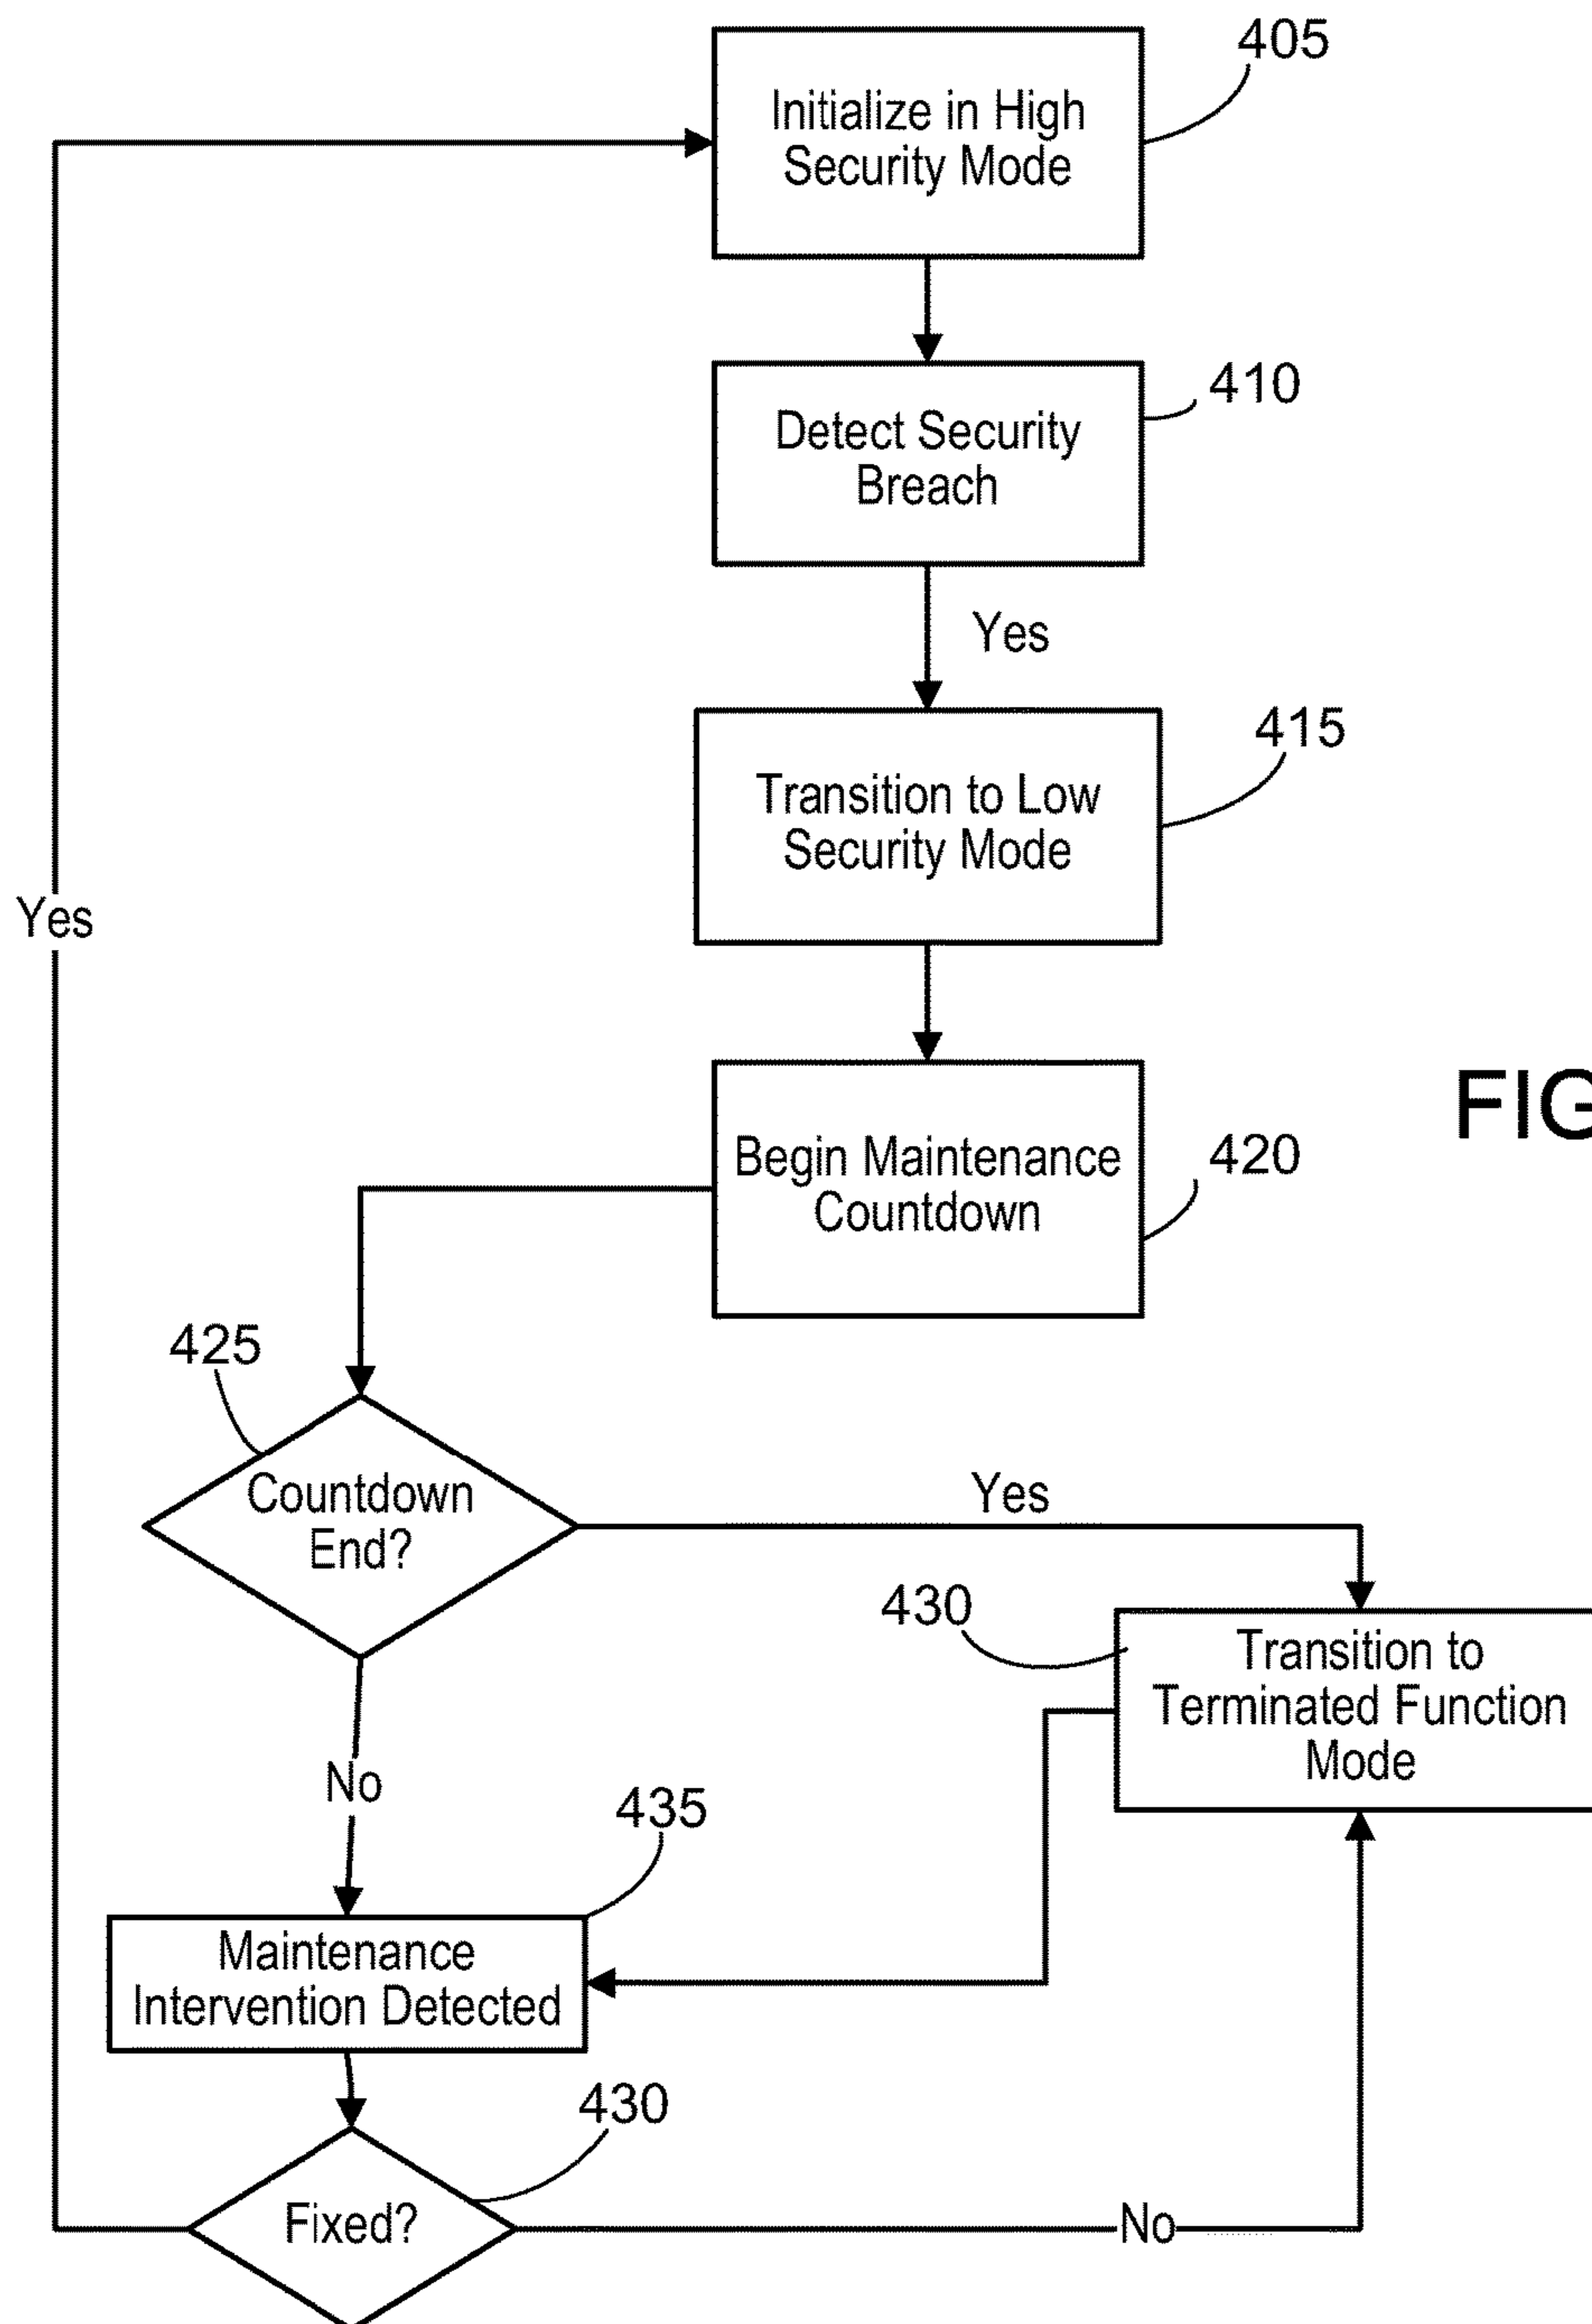 405
Initialize in High
Security Mode
410
Detect Security
Breach
Yes
415
Transition to Low
Security Mode
Yes
FIG
420
Begin Maintenance
Countdown
425
Countdown
End?
Yes
430
Transition to
Terminated Function
Mode
No
435
Maintenance
Intervention Detected
430
Fixed?
No